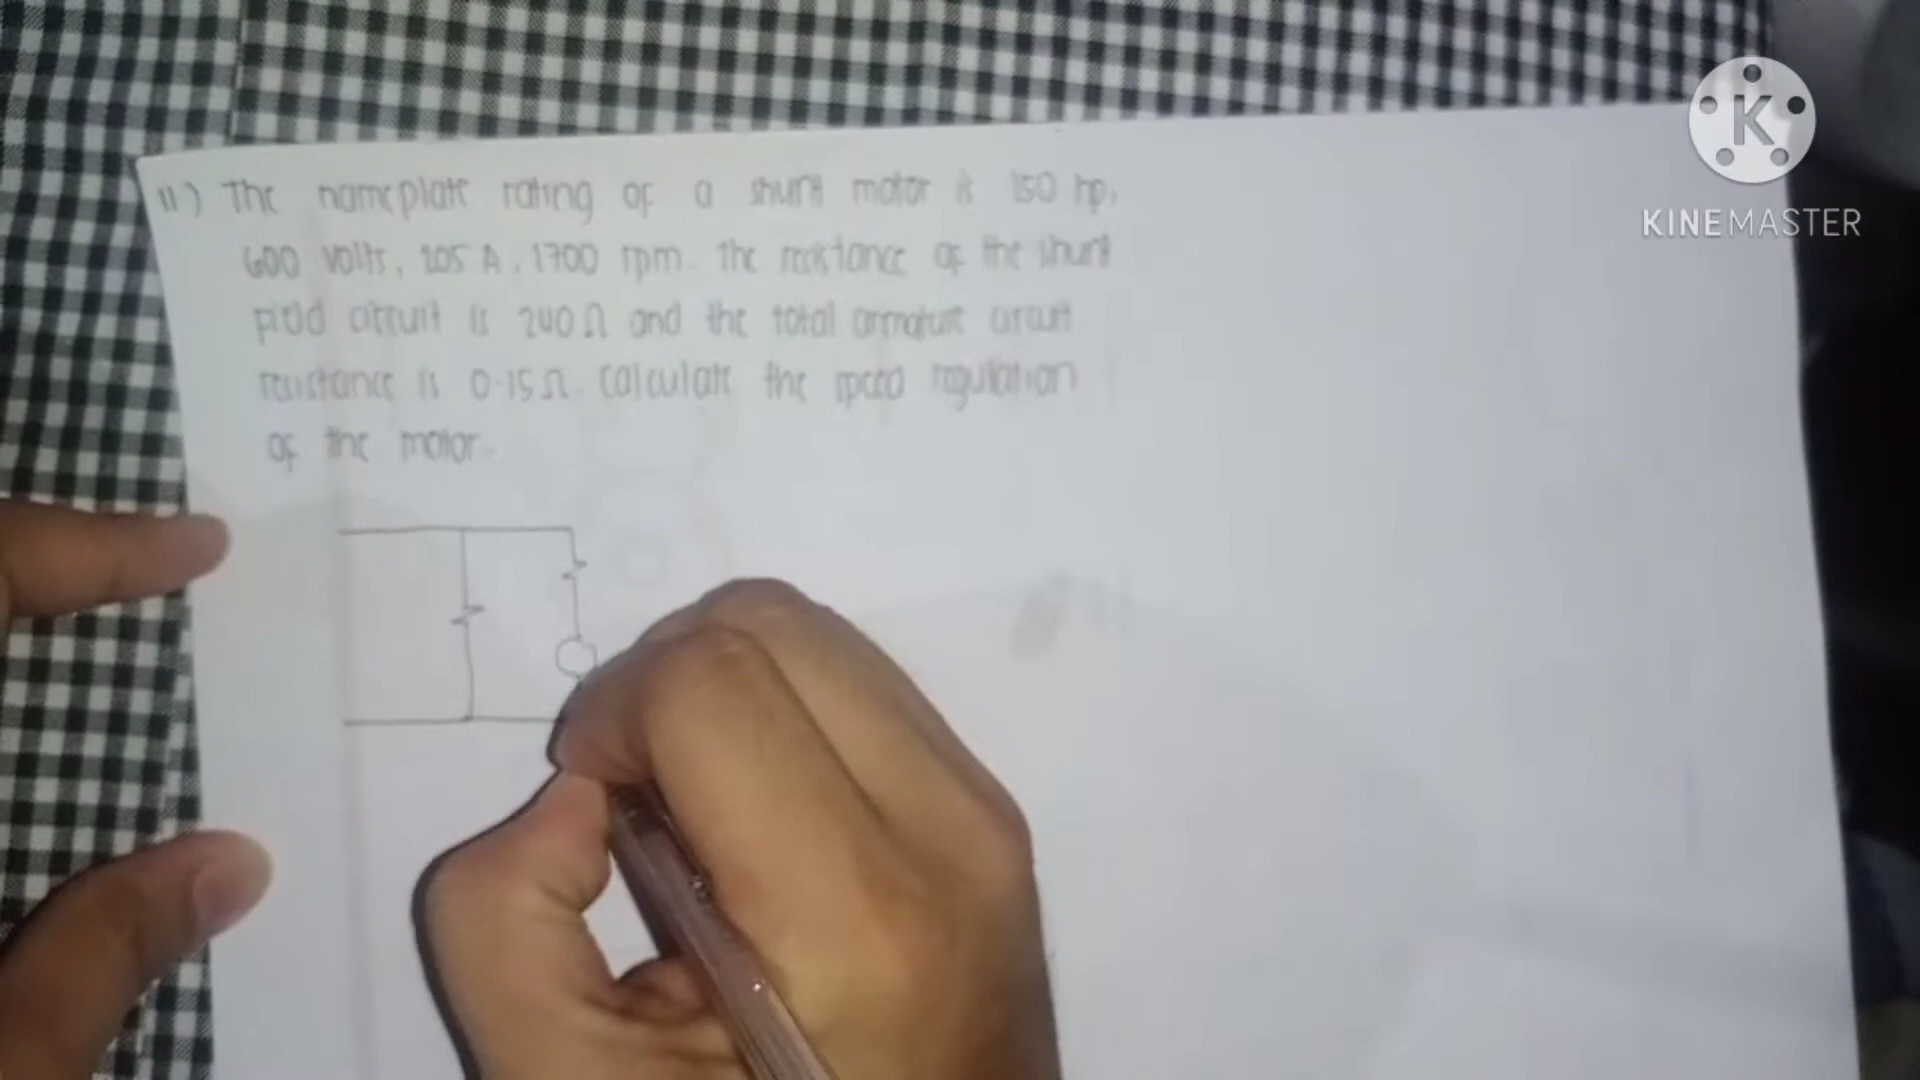 11) The nameplate rating of a shunt motor is 150 hp,
600 volts, 205 A, 1700 rpm. The resistance of the shunt
field circuit is 240 Ω and the total armature circuit
resistance is 0.15 Ω. Calculate the speed regulation
of the motor.
K
KINEMASTER